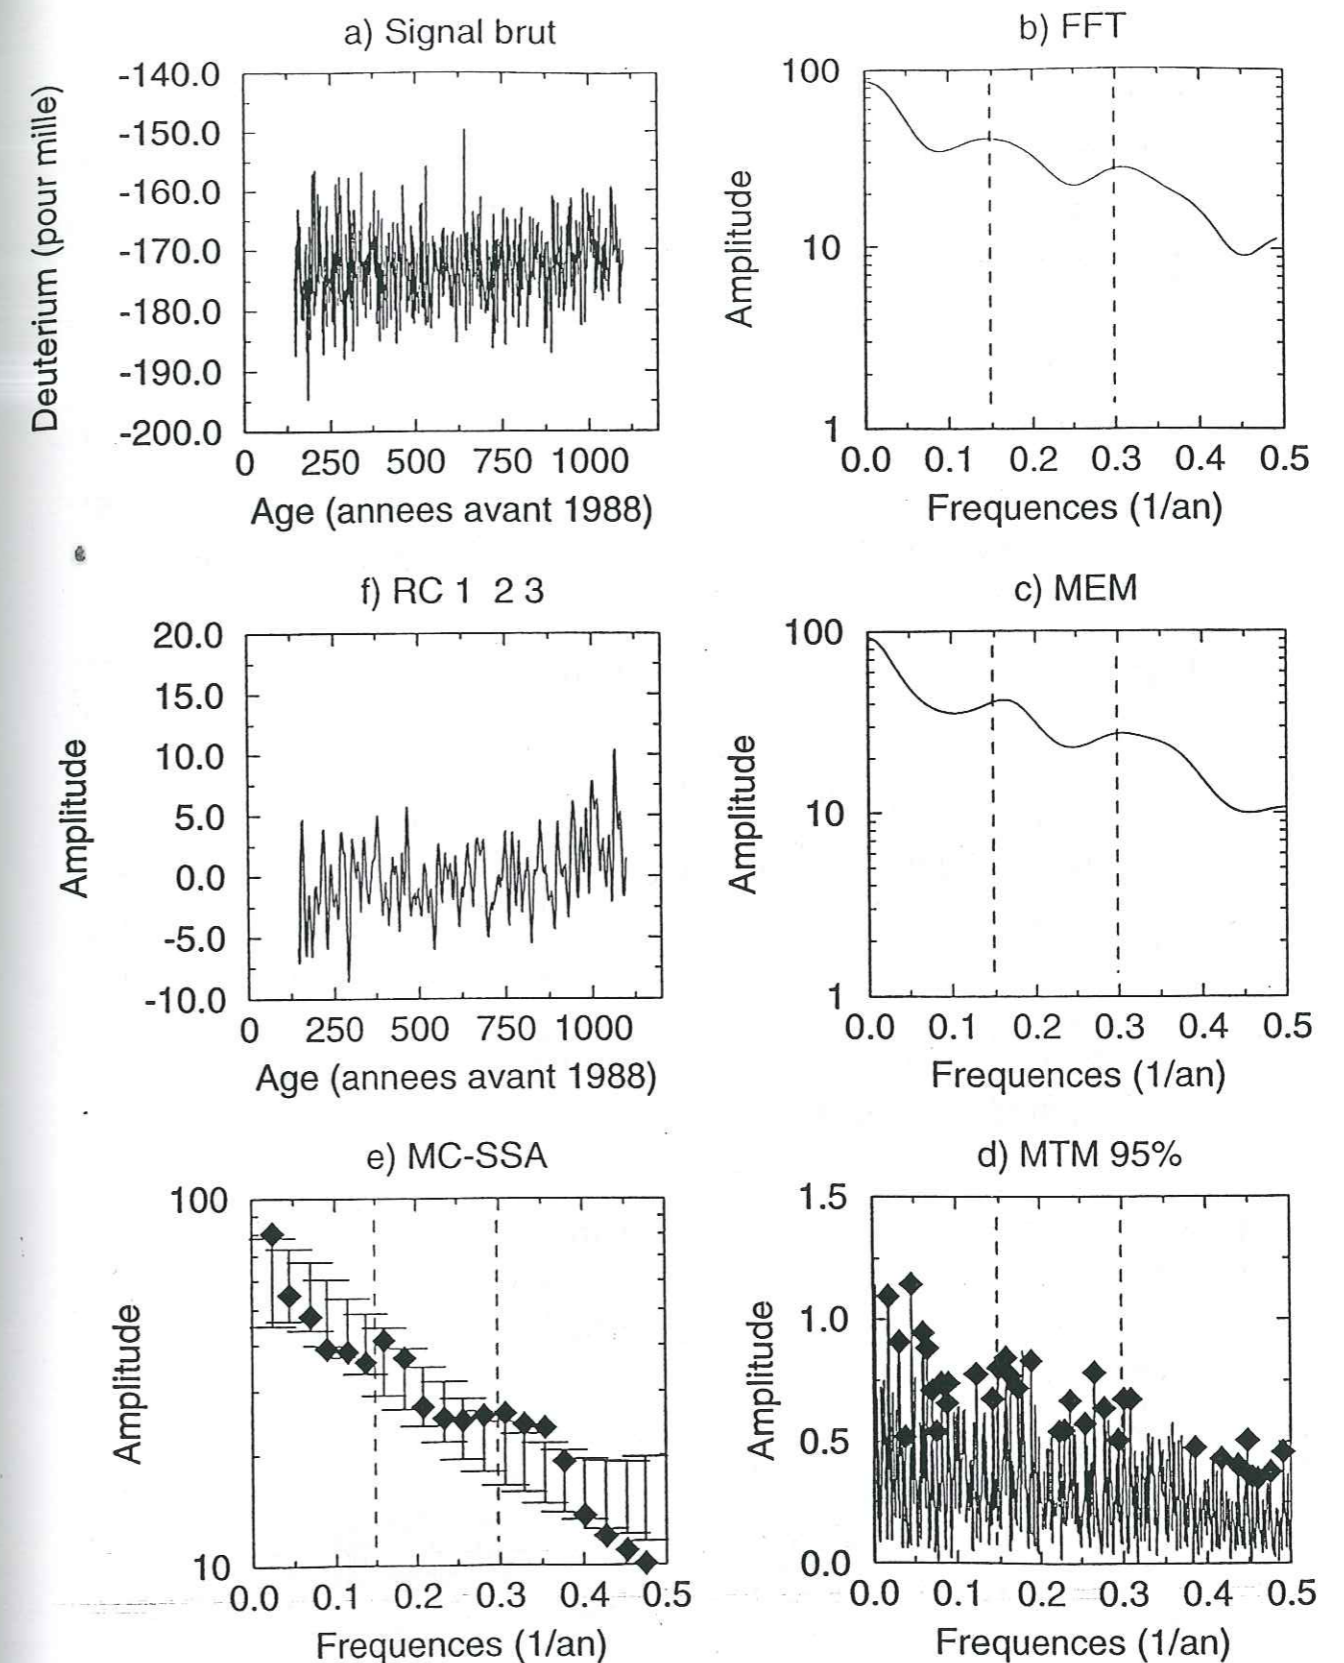 a) Signal brut
Deuterium (pour mille)
-140.0
-150.0
-160.0
-170.0
-180.0
-190.0
-200.0
0 250 500 750 1000
Age (annees avant 1988)
b) FFT
Amplitude
100
10
1
0.0 0.1 0.2 0.3 0.4 0.5
Frequences (1/an)
f) RC 1 2 3
Amplitude
20.0
15.0
10.0
5.0
0.0
-5.0
-10.0
0 250 500 750 1000
Age (annees avant 1988)
c) MEM
Amplitude
100
10
1
0.0 0.1 0.2 0.3 0.4 0.5
Frequences (1/an)
e) MC-SSA
Amplitude
100
10
0.0 0.1 0.2 0.3 0.4 0.5
Frequences (1/an)
d) MTM 95%
Amplitude
1.5
1.0
0.5
0.0
0.0 0.1 0.2 0.3 0.4 0.5
Frequences (1/an)